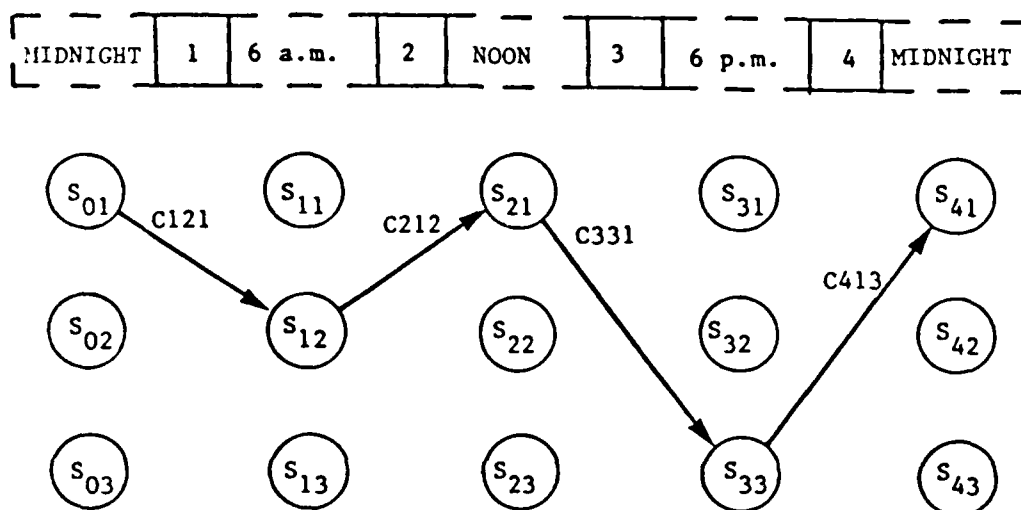 MIDNIGHT 1 6 a.m. 2 NOON 3 6 p.m. 4 MIDNIGHT
S01 S11 S21 S31 S41
C121 C212 C331
C413
S02 S12 S22 S32 S42
S03 S13 S23 S33 S43